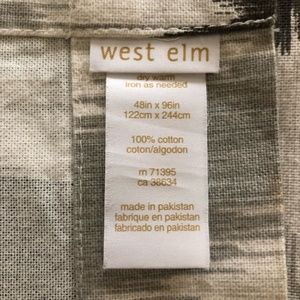 west elm
dry warm
iron as needed
48in x 96in
122cm x 244cm
100% cotton
coton/algodon
rn 71395
ca 38634
made in pakistan
fabrique en pakistan
fabricado en pakistan